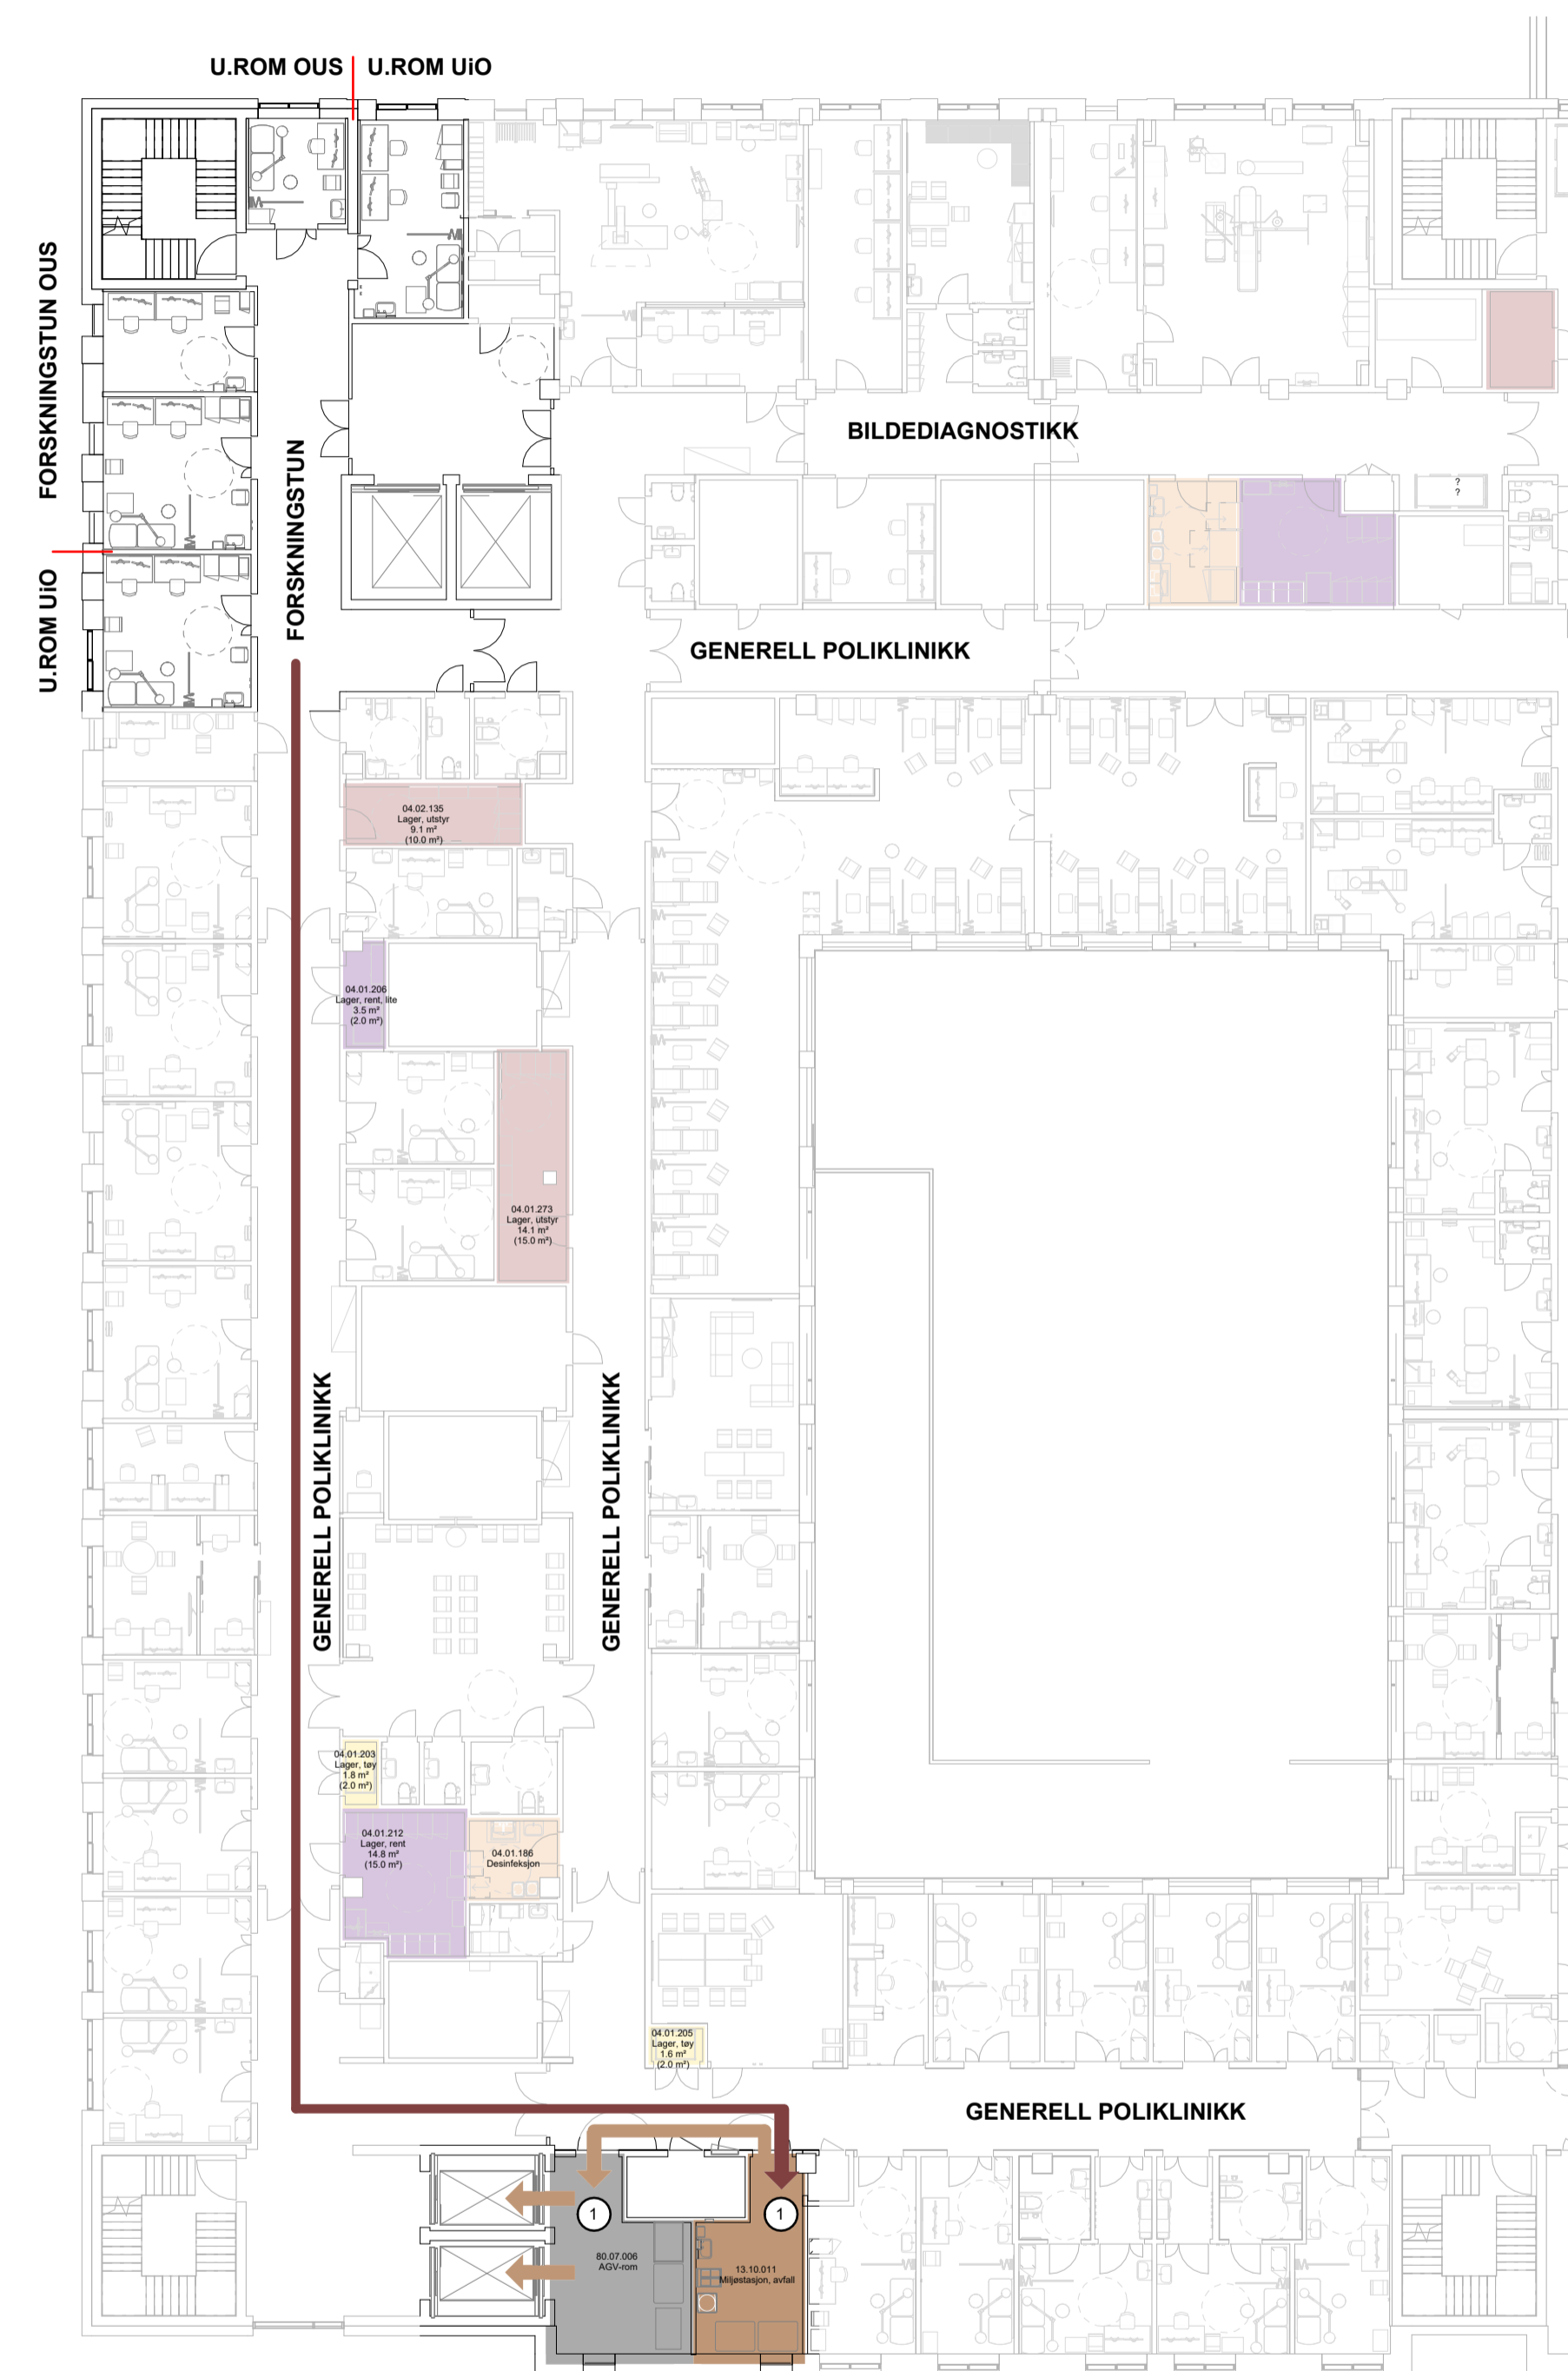 U.ROM OUS
U.ROM UiO
FORSKNINGSTUN OUS
FORSKNINGSTUN
BILDEDIAGNOSTIKK
?
?
U.ROM UiO
GENERELL POLIKLINIKK
04.02.135
Lager, utstyr
9.1 m²
(10.0 m²)
04.01.206
Lager, rent, lite
3.5 m²
(2.0 m²)
04.01.273
Lager, utstyr
14.1 m²
(15.0 m²)
GENERELL POLIKLINIKK
GENERELL POLIKLINIKK
04.01.203
Lager, tøy
1.8 m²
(2.0 m²)
04.01.212
Lager, rent
14.8 m²
(15.0 m²)
04.01.186
Desinfeksjon
04.01.205
Lager, tøy
1.6 m²
(2.0 m²)
GENERELL POLIKLINIKK
1
1
80.07.006
AGV-rom
13.10.011
Miljøstasjon, avfall